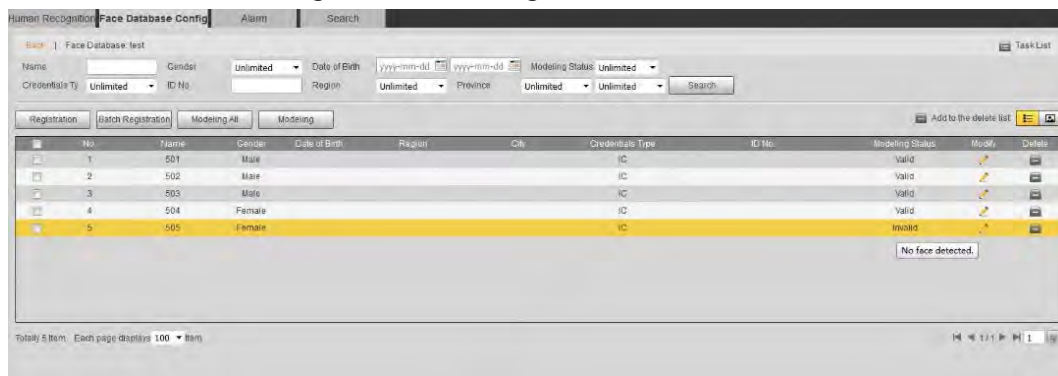 Human Recognition Face Database Config Alarm Search
Back | Face Database: test Task List
Name Gender Unlimited Date of Birth yyyy-mm-dd yyyy-mm-dd Modeling Status Unlimited
Credentials Ty Unlimited ID No. Region Unlimited Province Unlimited Unlimited Search
Registration Batch Registration Modeling All Modeling Add to the delete list
No. Name Gender Date of Birth Region City Credentials Type ID No. Modeling Status Modify Delete
1 501 Male IC Valid
2 502 Male IC Valid
3 503 Male IC Valid
4 504 Female IC Valid
5 505 Female IC Invalid
No face detected.
Totally 5 Item Each page displays 100 Item 1 / 1 1